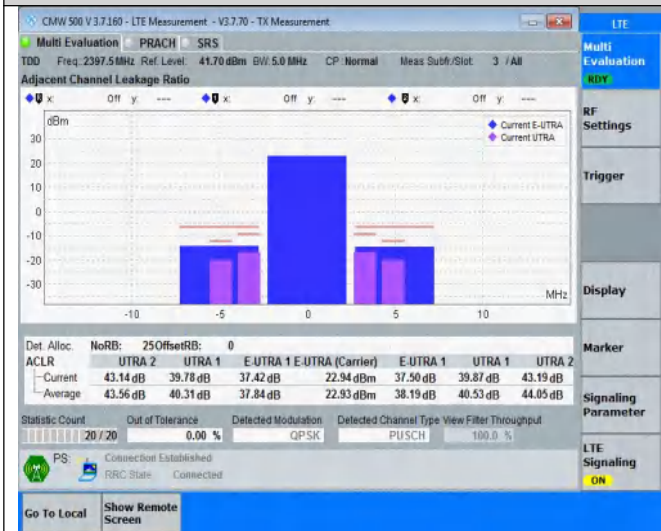 CMW 500 V 3.7.160 - LTE Measurement - V3.7.70 - TX Measurement
LTE
Multi Evaluation PRACH SRS
Multi
Evaluation
RDY
TDD Freq.: 2397.5 MHz Ref. Level: 41.70 dBm BW: 5.0 MHz CP: Normal Meas Subfr./Slot: 3 / All
Adjacent Channel Leakage Ratio
x: Off y: --- x: Off y: --- x: Off y: ---
RF
Settings
dBm
Current E-UTRA
Current UTRA
30
20
10
0
-10
-20
-30
MHz
-10 -5 0 5 10
Trigger
Display
Marker
Signaling
Parameter
LTE
Signaling
ON
Det. Alloc. NoRB: 25 OffsetRB: 0
ACLR UTRA 2 UTRA 1 E-UTRA 1 E-UTRA (Carrier) E-UTRA 1 UTRA 1 UTRA 2
Current 43.14 dB 39.78 dB 37.42 dB 22.94 dBm 37.50 dB 39.87 dB 43.19 dB
Average 43.56 dB 40.31 dB 37.84 dB 22.93 dBm 38.19 dB 40.53 dB 44.05 dB
Statistic Count Out of Tolerance Detected Modulation Detected Channel Type View Filter Throughput
20 / 20 0.00 % QPSK PUSCH 100.0 %
PS: Connection Established
RRC State Connected
Go To Local
Show Remote
Screen